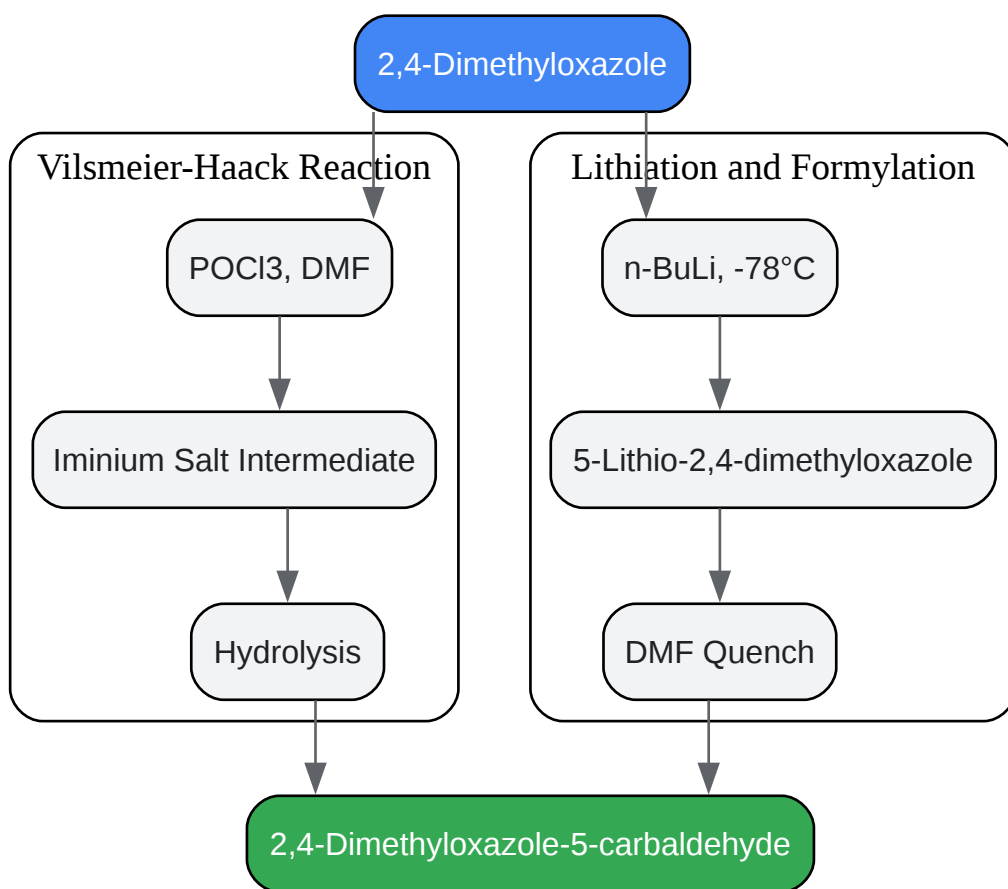 2,4-Dimethyloxazole
Vilsmeier-Haack Reaction
POCl3, DMF
Iminium Salt Intermediate
Hydrolysis
Lithiation and Formylation
n-BuLi, -78°C
5-Lithio-2,4-dimethyloxazole
DMF Quench
2,4-Dimethyloxazole-5-carbaldehyde